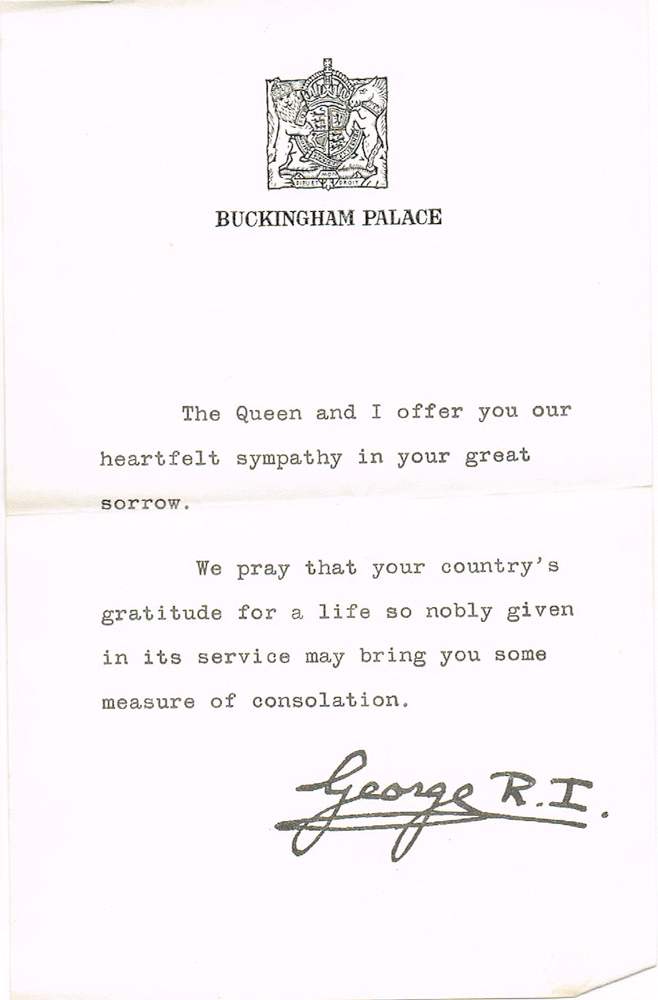 MON
DIEU ET DROIT
BUCKINGHAM PALACE
The Queen and I offer you our
heartfelt sympathy in your great
sorrow.
We pray that your country's
gratitude for a life so nobly given
in its service may bring you some
measure of consolation.
George R.I.